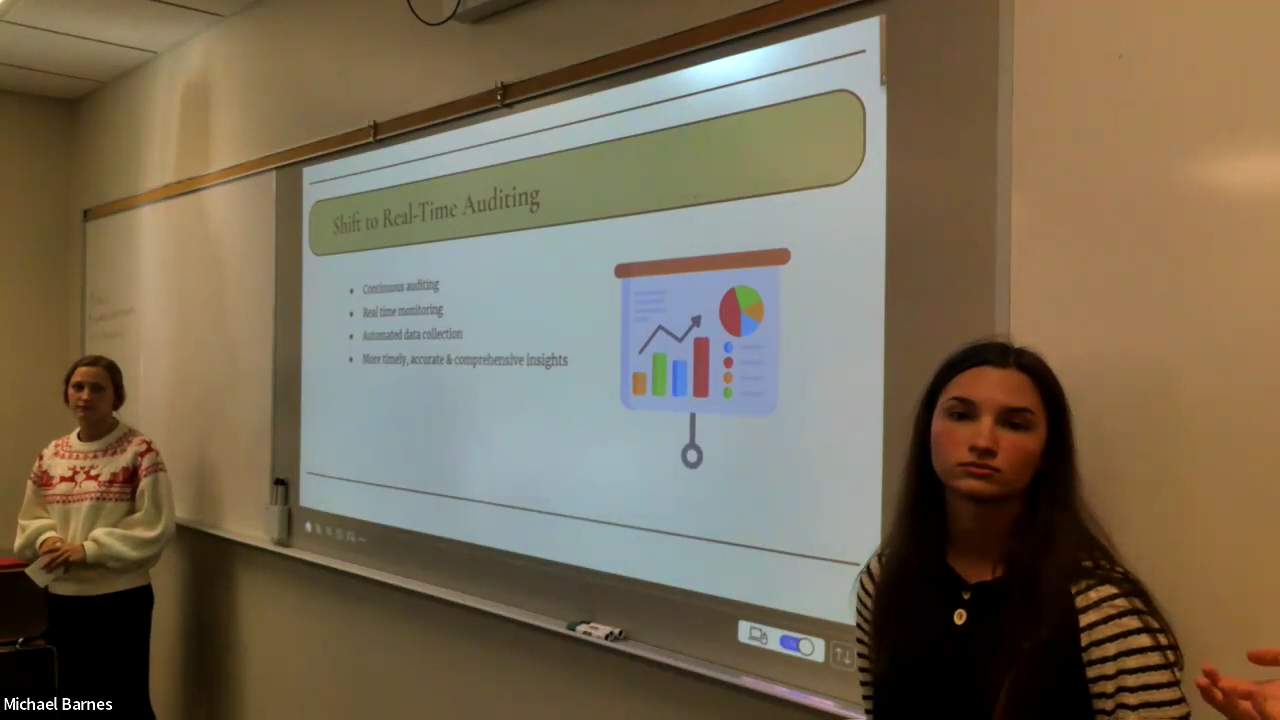 Shift to Real-Time Auditing
Continuous auditing
Real time monitoring
Automated data collection
More timely, accurate & comprehensive insights
Michael Barnes